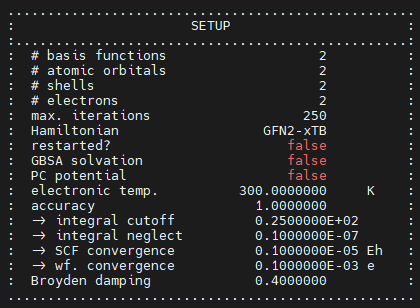 SETUP
# basis functions 2
# atomic orbitals 2
# shells 2
# electrons 2
max. iterations 250
Hamiltonian GFN2-xTB
restarted? false
GBSA solvation false
PC potential false
electronic temp. 300.0000000 K
accuracy 1.0000000
-> integral cutoff 0.2500000E+02
-> integral neglect 0.1000000E-07
-> SCF convergence 0.1000000E-05 Eh
-> wf. convergence 0.1000000E-03 e
Broyden damping 0.4000000